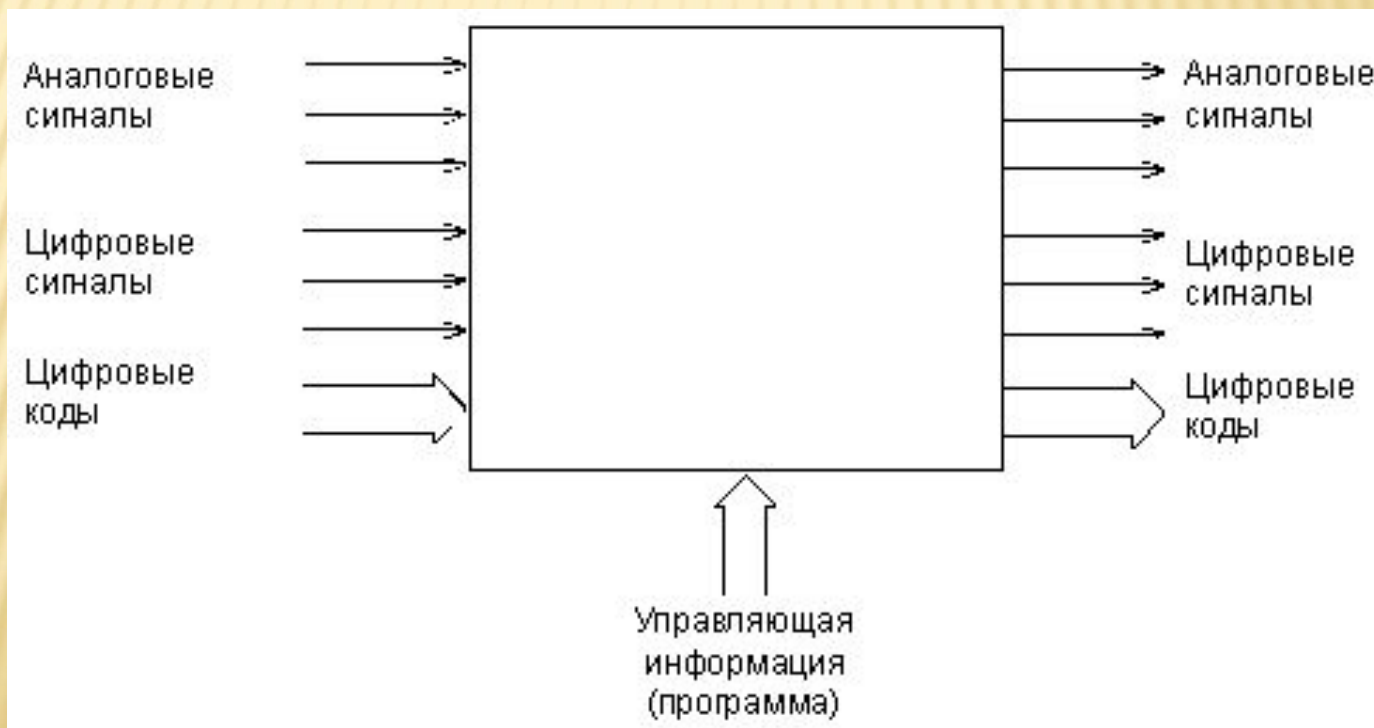 Аналоговые
сигналы
Цифровые
сигналы
Цифровые
коды
Аналоговые
сигналы
Цифровые
сигналы
Цифровые
коды
Управляющая
информация
(программа)